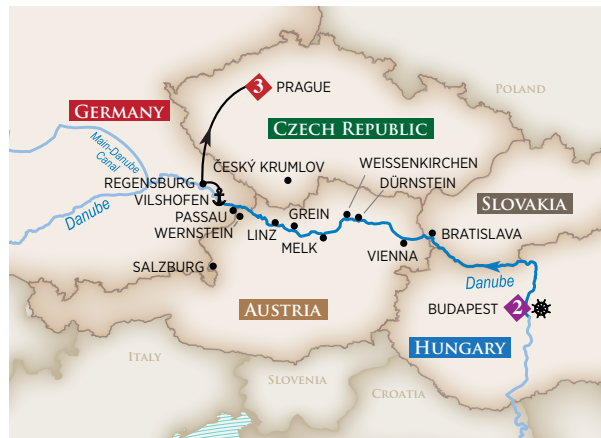 3
PRAGUE
POLAND
GERMANY
CZECH REPUBLIC
Main-Danube
Canal
WEISSENKIRCHEN
ČESKÝ KRUMLOV
DÜRNSTEIN
REGENSBURG
VILSHOFEN
SLOVAKIA
Danube
PASSAU
GREIN
WERNSTEIN
LINZ
MELK
BRATISLAVA
VIENNA
SALZBURG
Danube
BUDAPEST
2
AUSTRIA
HUNGARY
ITALY
SLOVENIA
CROATIA